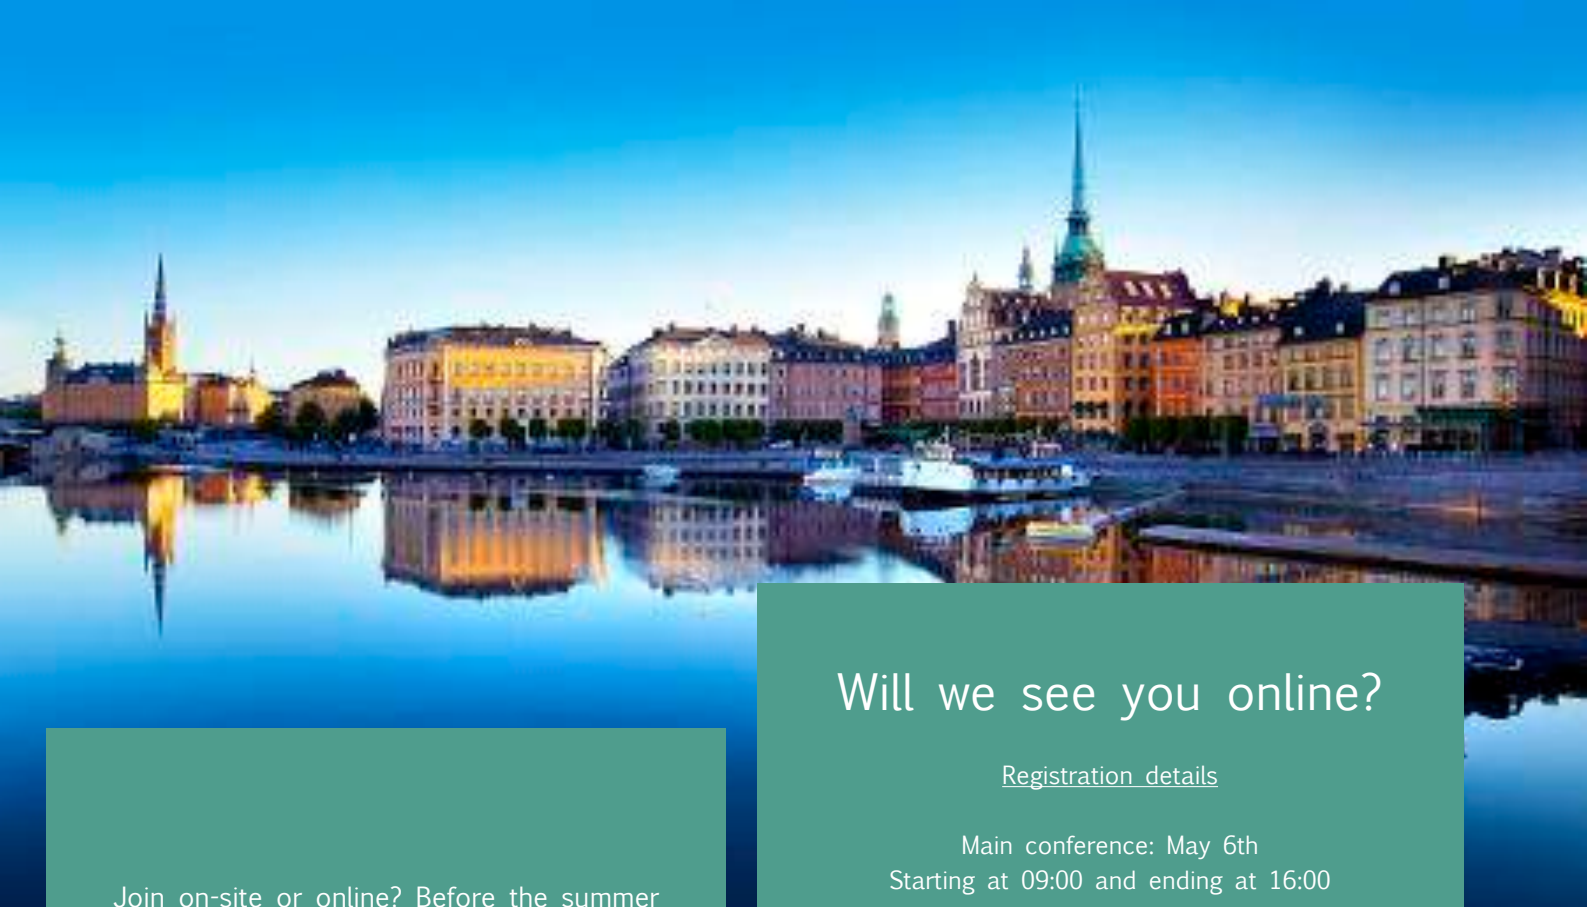 Will we see you online?
Registration details
Main conference: May 6th
Starting at 09:00 and ending at 16:00
Join on-site or online? Before the summer